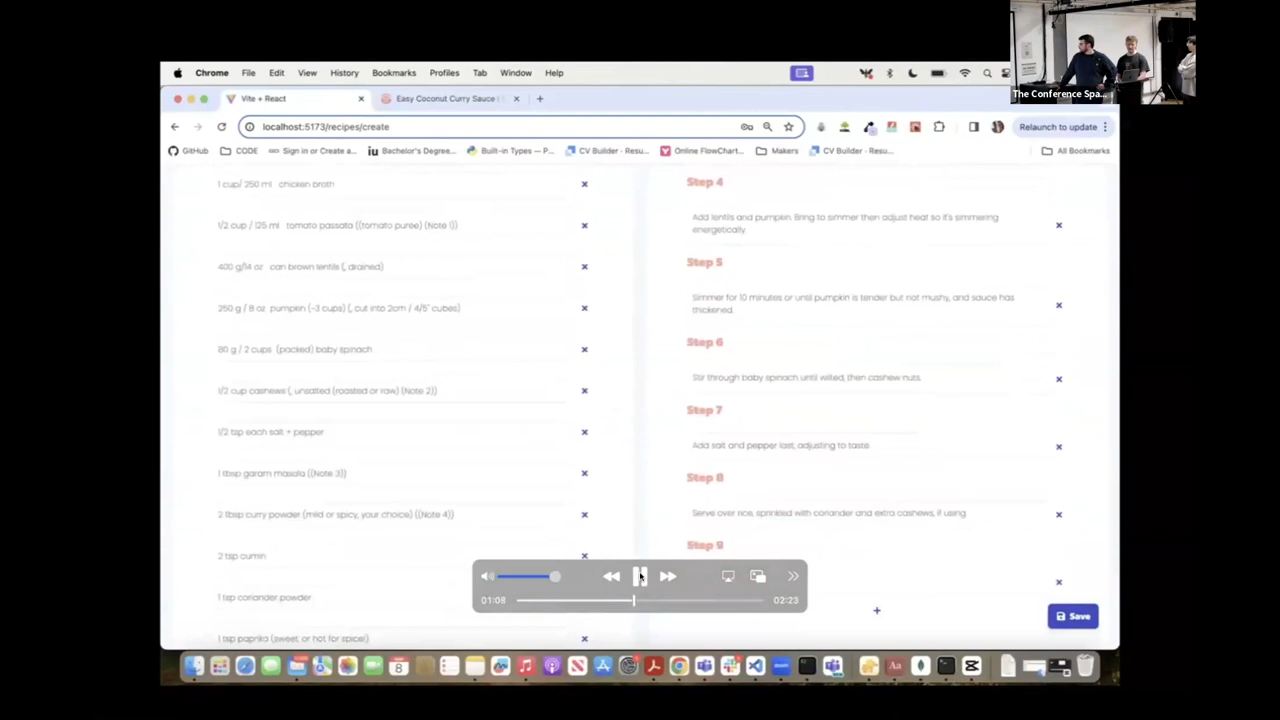 The Conference Spa...
Chrome File Edit View History Bookmarks Profiles Tab Window Help
Vite + React Easy Coconut Curry Sauce
localhost:5173/recipes/create Relaunch to update
GitHub CODE Sign in or Create a... Bachelor's Degree... Built-in Types — P... CV Builder - Resu... Online FlowChart... Makers CV Builder - Resu... All Bookmarks
1 cup/ 250 ml chicken broth
1/2 cup / 125 ml tomato passata ((tomato puree) (Note 1))
400 g/14 oz can brown lentils (, drained)
250 g / 8 oz pumpkin (~3 cups) (, cut into 2cm / 4/5" cubes)
80 g / 2 cups (packed) baby spinach
1/2 cup cashews (, unsalted (roasted or raw) (Note 2))
1/2 tsp each salt + pepper
1 tbsp garam masala ((Note 3))
2 tbsp curry powder (mild or spicy, your choice) ((Note 4))
2 tsp cumin
1 tsp coriander powder
1 tsp paprika (sweet, or hot for spicy!)
Step 4
Add lentils and pumpkin. Bring to simmer then adjust heat so it's simmering
energetically.
Step 5
Simmer for 10 minutes or until pumpkin is tender but not mushy, and sauce has
thickened.
Step 6
Stir through baby spinach until wilted, then cashew nuts.
Step 7
Add salt and pepper last, adjusting to taste.
Step 8
Serve over rice, sprinkled with coriander and extra cashews, if using
Step 9
Save
01:08 02:23
8
Aa